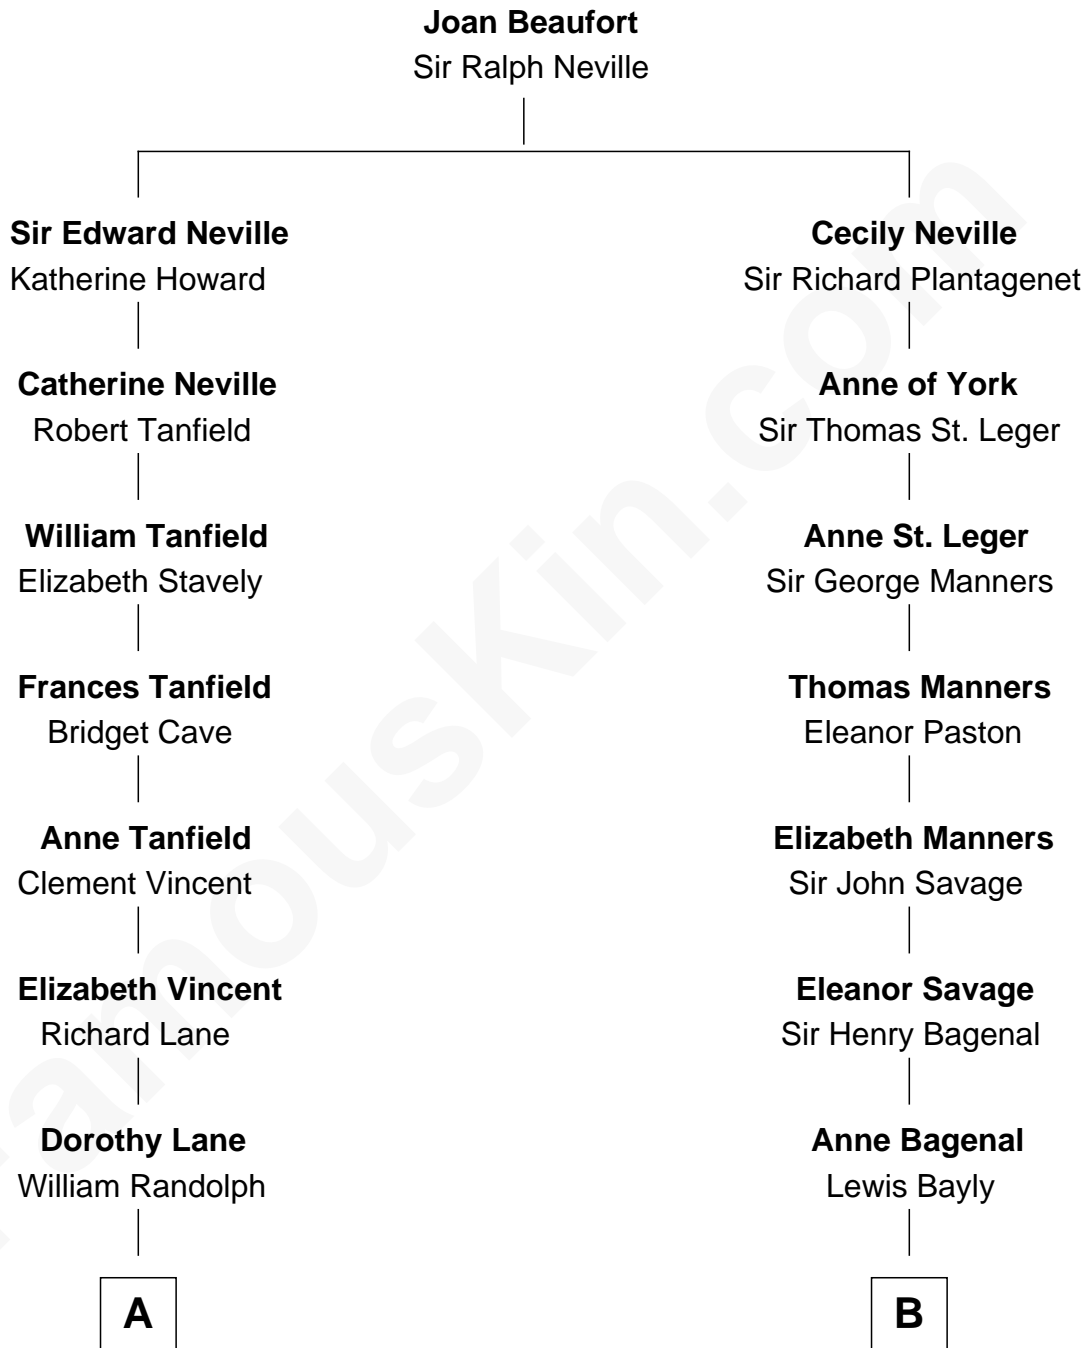 Joan Beaufort
Sir Ralph Neville
Sir Edward Neville
Katherine Howard
Cecily Neville
Sir Richard Plantagenet
Catherine Neville
Robert Tanfield
Anne of York
Sir Thomas St. Leger
William Tanfield
Elizabeth Stavely
Anne St. Leger
Sir George Manners
Frances Tanfield
Bridget Cave
Thomas Manners
Eleanor Paston
Anne Tanfield
Clement Vincent
Elizabeth Manners
Sir John Savage
Elizabeth Vincent
Richard Lane
Eleanor Savage
Sir Henry Bagenal
Dorothy Lane
William Randolph
Anne Bagenal
Lewis Bayly
A
B
FamousKin.com